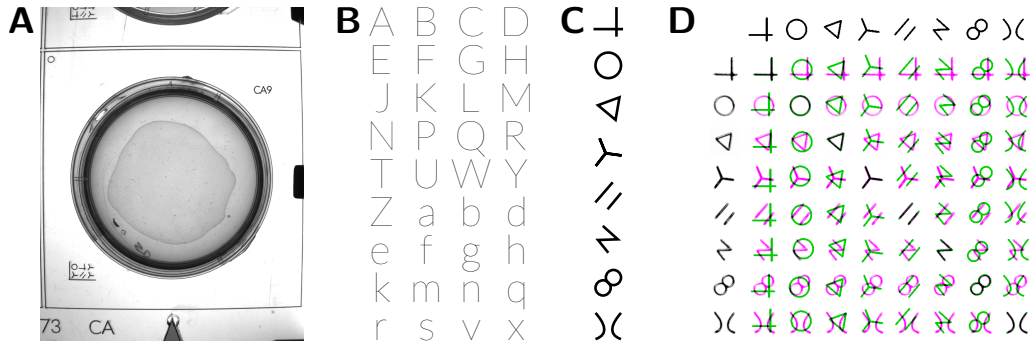 A
CA9
73 CA
B
A B C D
E F G H
J K L M
N P Q R
T U W Y
Z a b d
e f g h
k m n q
r s v x
C
D